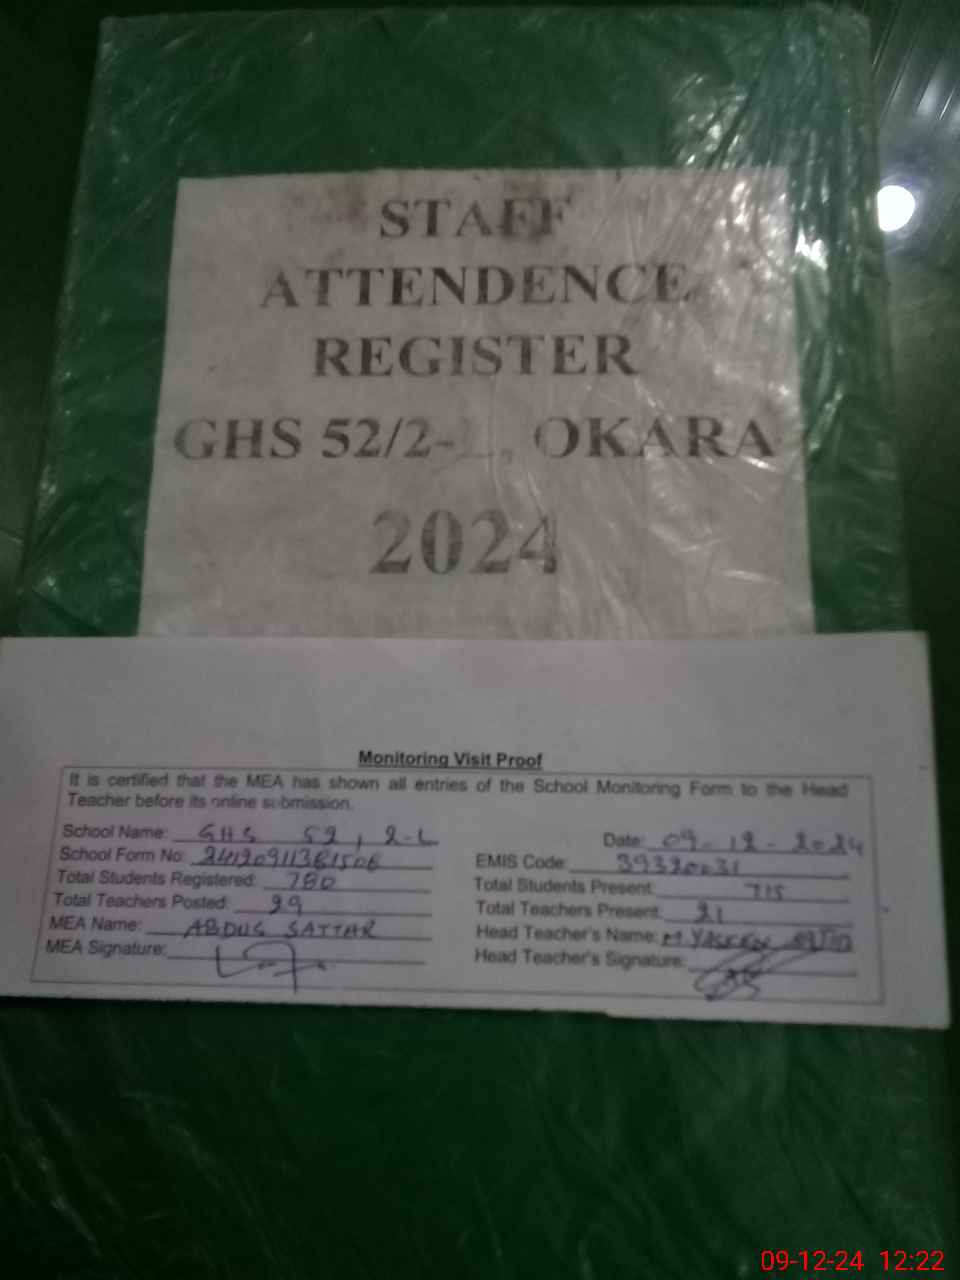 STAFF
ATTENDENCE
REGISTER
GHS 52/2-L, OKARA
2024
Monitoring Visit Proof
It is certified that the MEA has shown all entries of the School Monitoring Form to the Head
Teacher before its online submission.
School Name: GHS 52, 2-L
Date: 09-12-2024
School Form No:
EMIS Code: 39320031
Total Students Registered: 780
Total Students Present: 715
Total Teachers Posted: 29
Total Teachers Present: 21
MEA Name: ABDUS SATTAR
Head Teacher's Name: M YASEEN
MEA Signature:
Head Teacher's Signature:
09-12-24 12:22